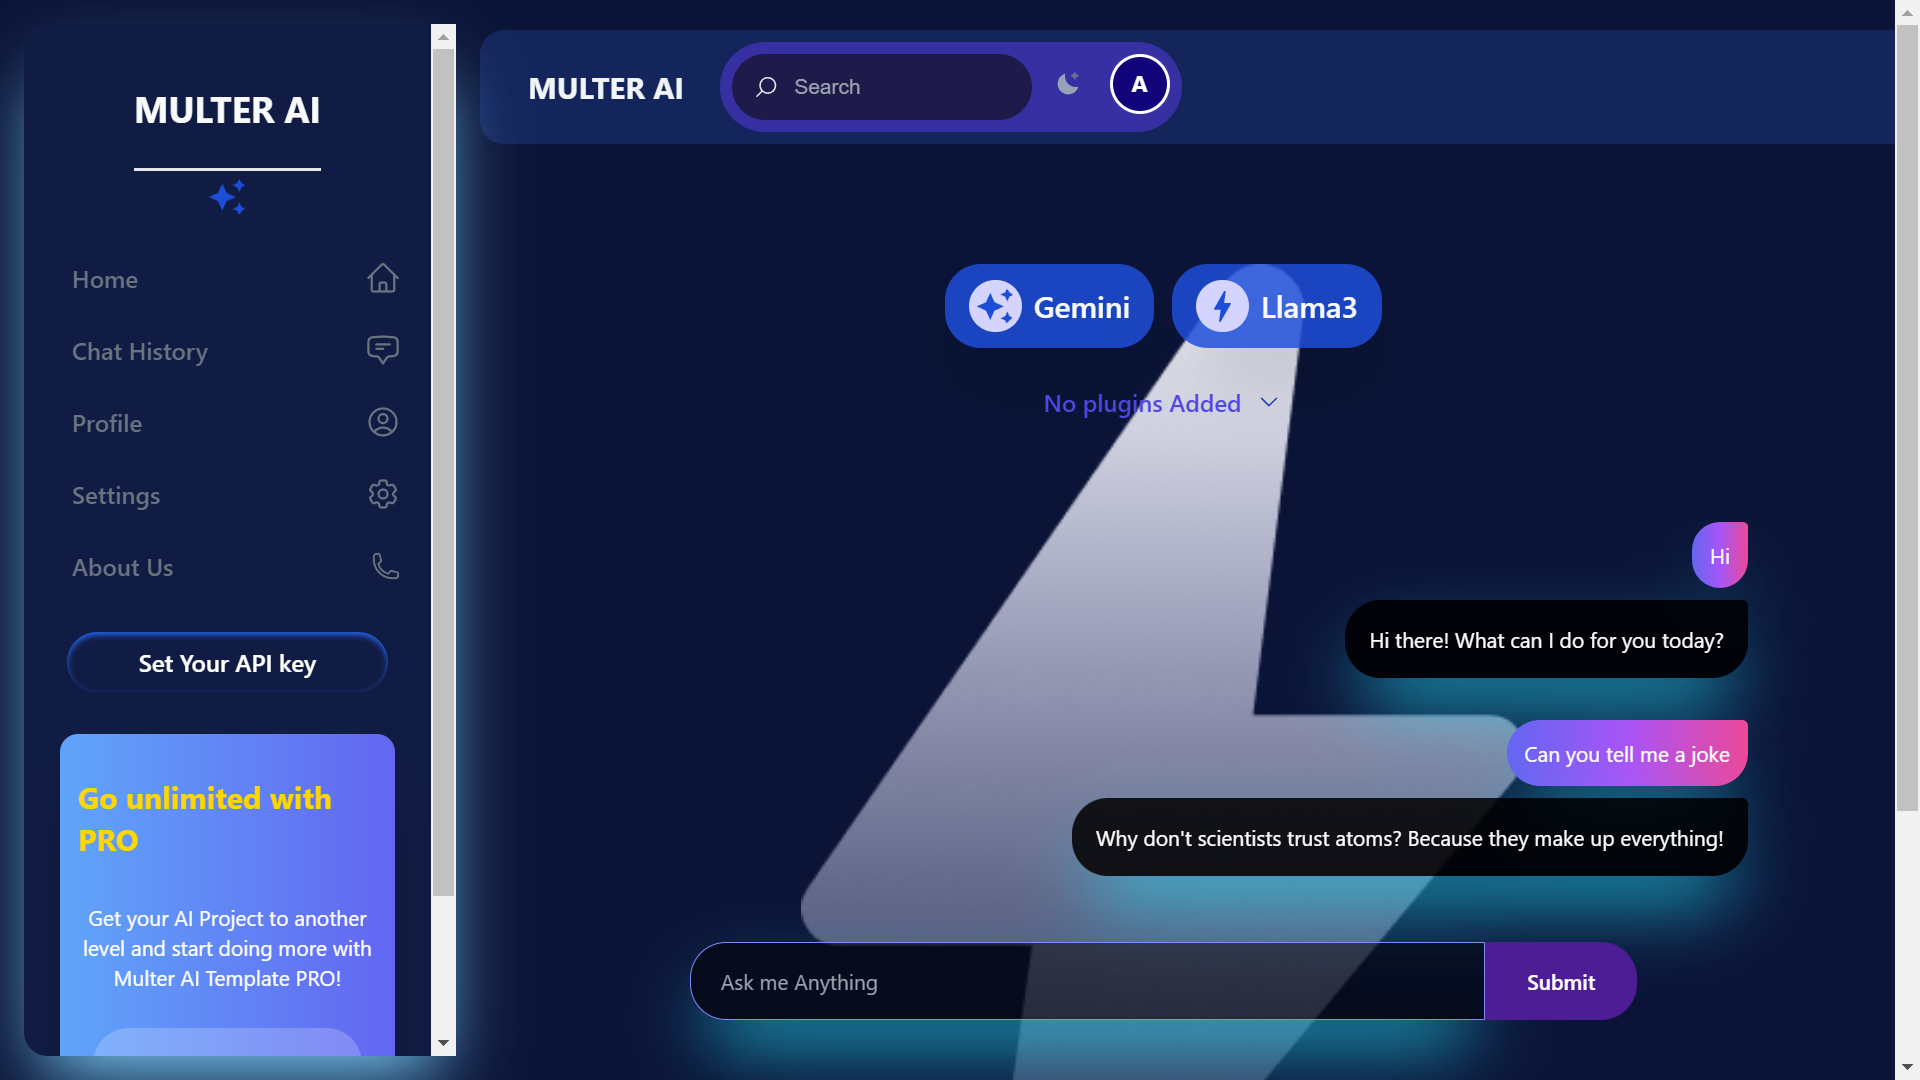 MULTER AI
Home
Chat History
Profile
Settings
About Us
Set Your API key
Go unlimited with
PRO
Get your AI Project to another
level and start doing more with
Multer AI Template PRO!
MULTER AI
Search
A
Gemini
Llama3
No plugins Added
Hi
Hi there! What can I do for you today?
Can you tell me a joke
Why don't scientists trust atoms? Because they make up everything!
Ask me Anything
Submit